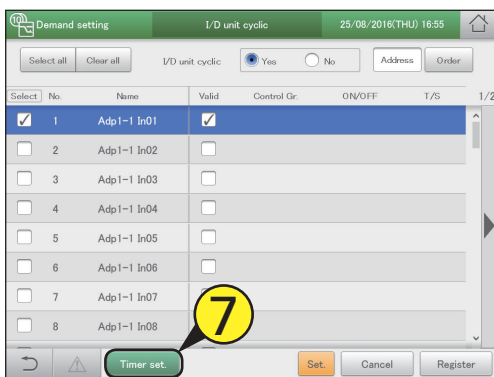 10 Demand setting I/D unit cyclic 25/08/2016(THU) 16:55
Select all Clear all I/D unit cyclic Yes No Address Order
Select No. Name Valid Control Gr. ON/OFF T/S 1/2
1 Adp1-1 In01
2 Adp1-1 In02
3 Adp1-1 In03
4 Adp1-1 In04
5 Adp1-1 In05
6 Adp1-1 In06
7 Adp1-1 In07
8 Adp1-1 In08
7
Timer set. Set. Cancel Register